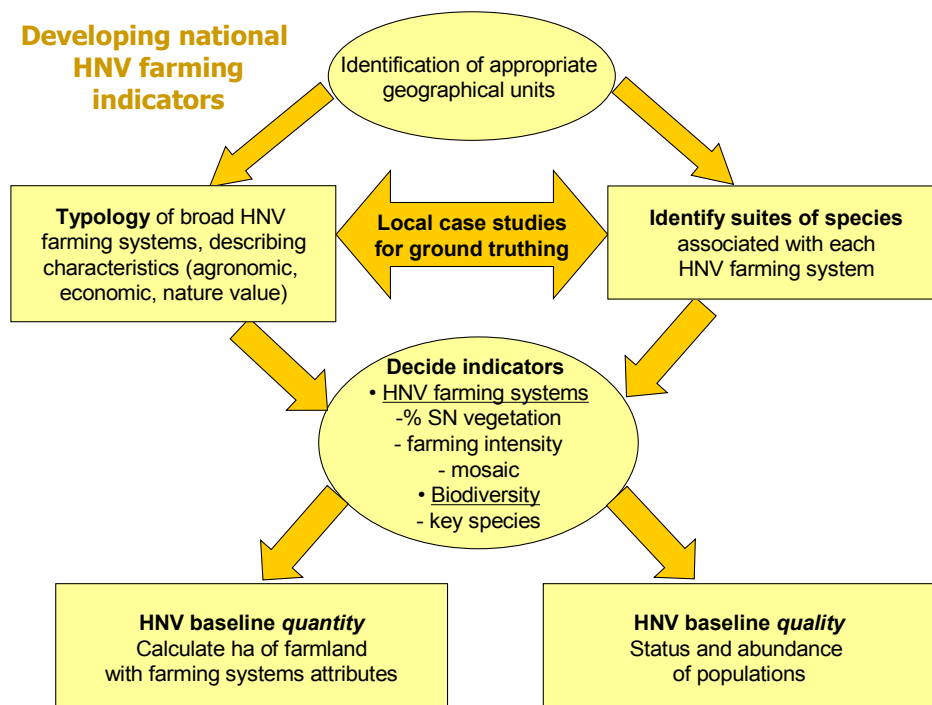 Developing national
HNV farming
indicators
Identification of appropriate
geographical units
Typology of broad HNV
farming systems, describing
characteristics (agronomic,
economic, nature value)
Local case studies
for ground truthing
Identify suites of species
associated with each
HNV farming system
Decide indicators
• HNV farming systems
-% SN vegetation
- farming intensity
- mosaic
• Biodiversity
- key species
HNV baseline quantity
Calculate ha of farmland
with farming systems attributes
HNV baseline quality
Status and abundance
of populations